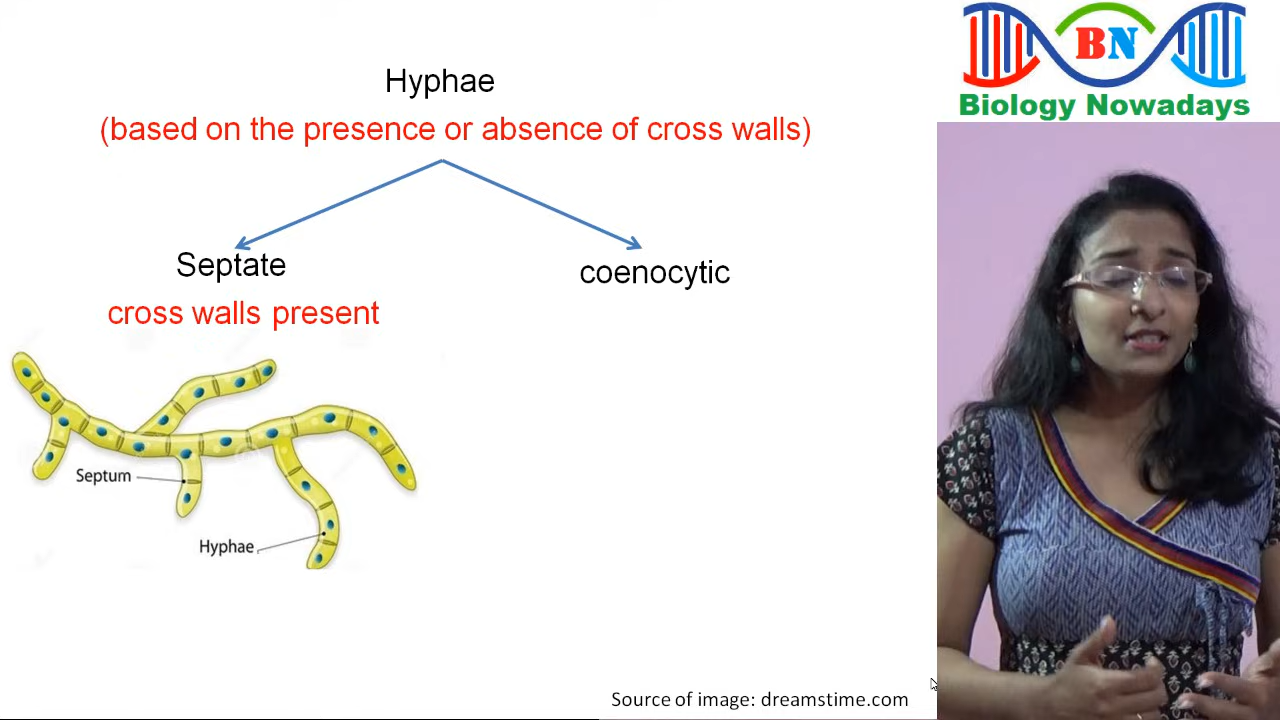 BN
Biology Nowadays
Hyphae
(based on the presence or absence of cross walls)
Septate
coenocytic
cross walls present
Septum
Hyphae
Source of image: dreamstime.com